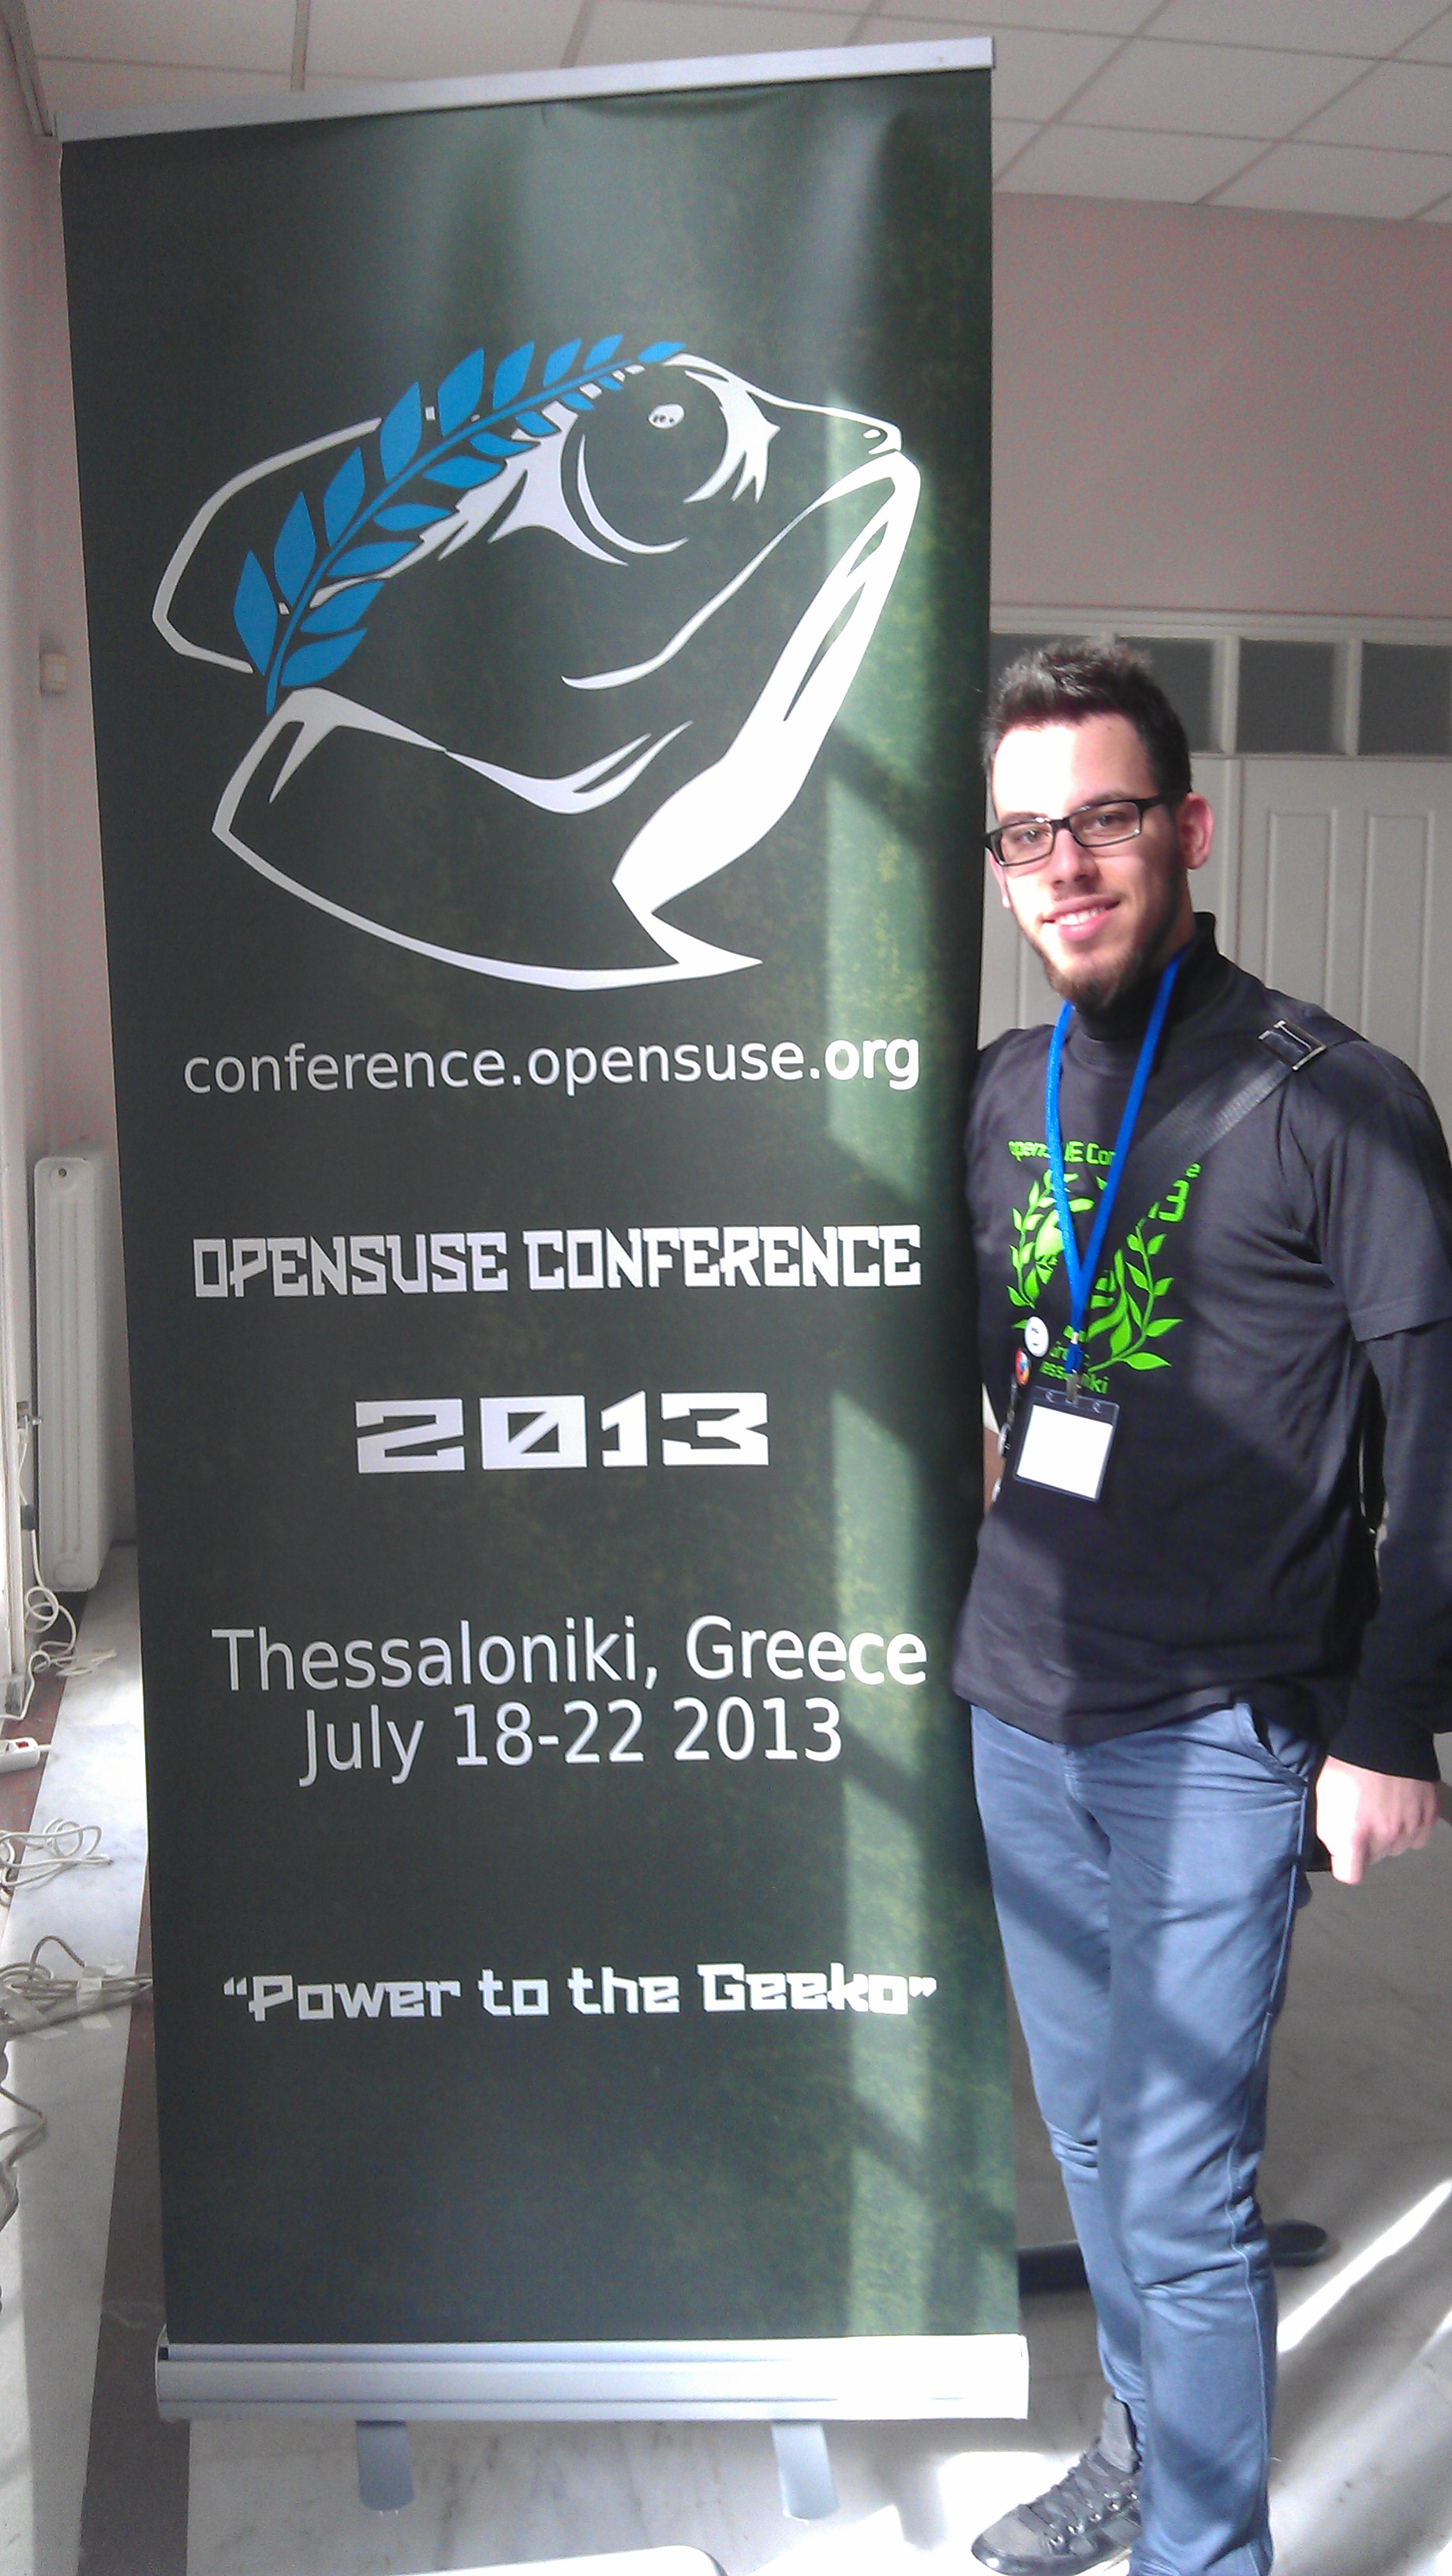 conference.opensuse.org
OPENSUSE CONFERENCE
2013
Thessaloniki, Greece
July 18-22 2013
“Power to the Geeko”